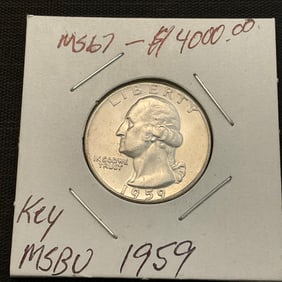 MS67 - $4000.00.
LIBERTY
IN GOD WE
TRUST
1959
Key
MSBU 1959